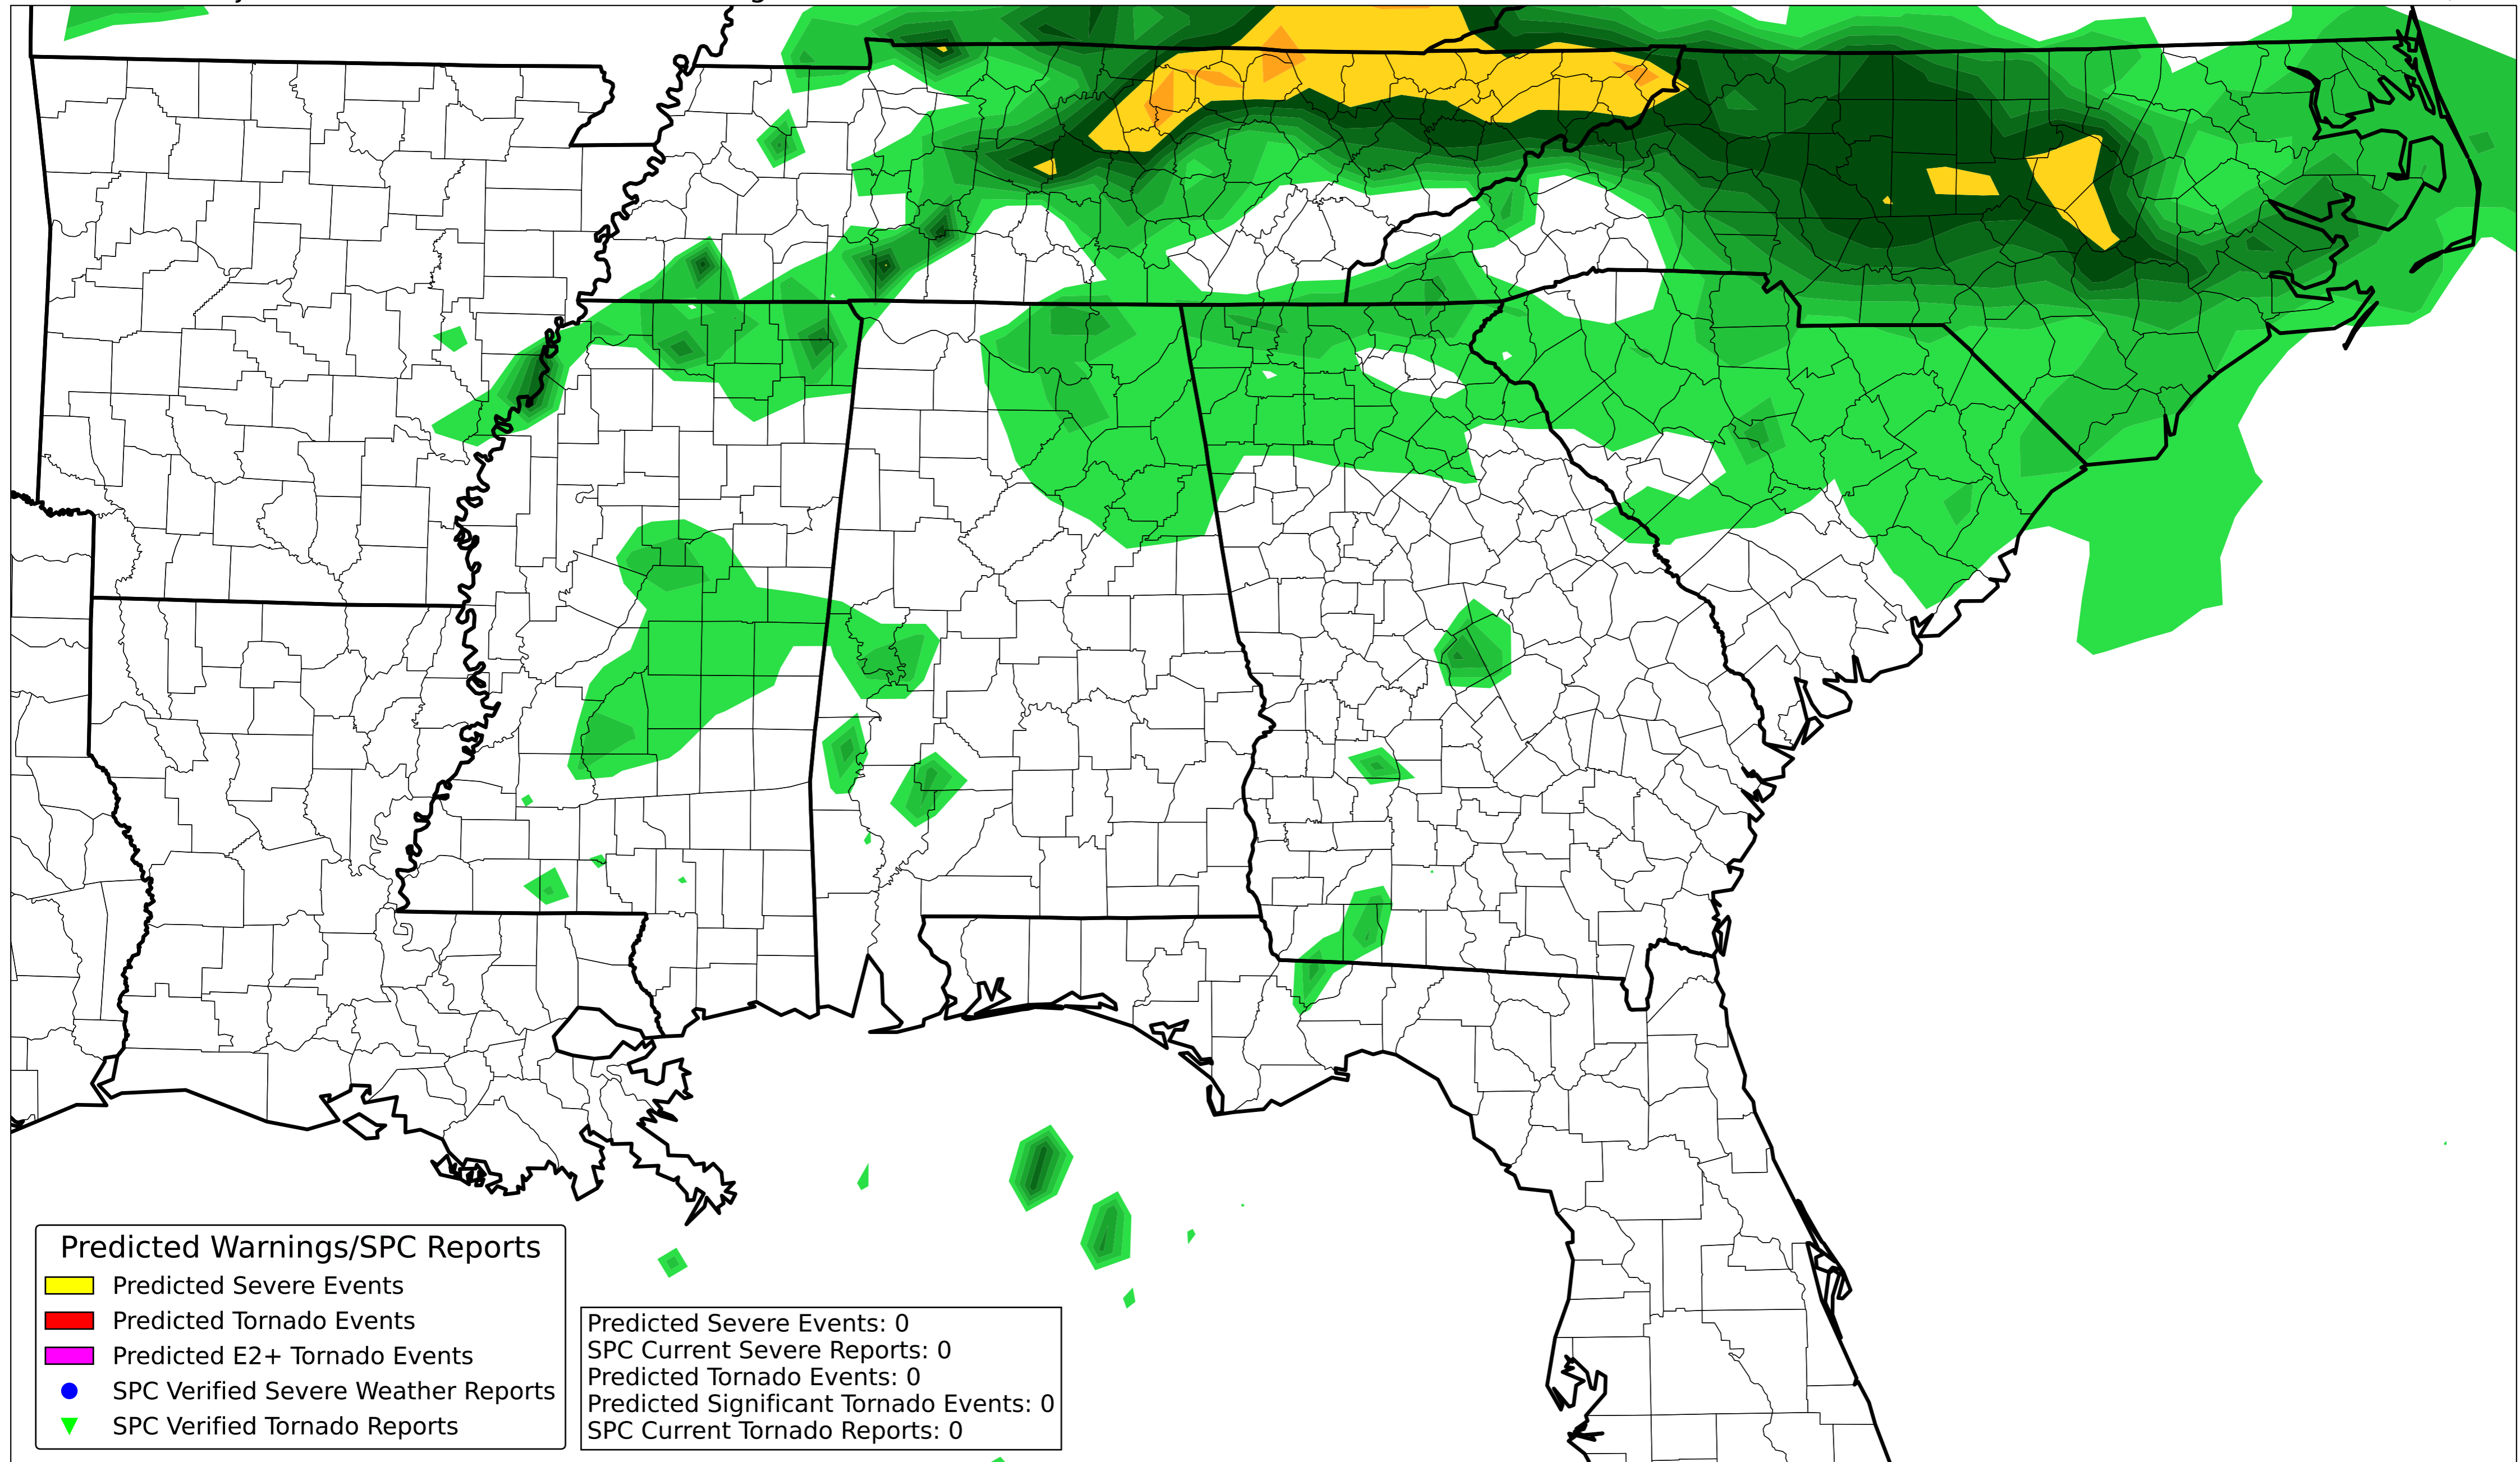 Predicted Warnings/SPC Reports
Predicted Severe Events
Predicted Tornado Events
Predicted E2+ Tornado Events
SPC Verified Severe Weather Reports
SPC Verified Tornado Reports
Predicted Severe Events: 0
SPC Current Severe Reports: 0
Predicted Tornado Events: 0
Predicted Significant Tornado Events: 0
SPC Current Tornado Reports: 0